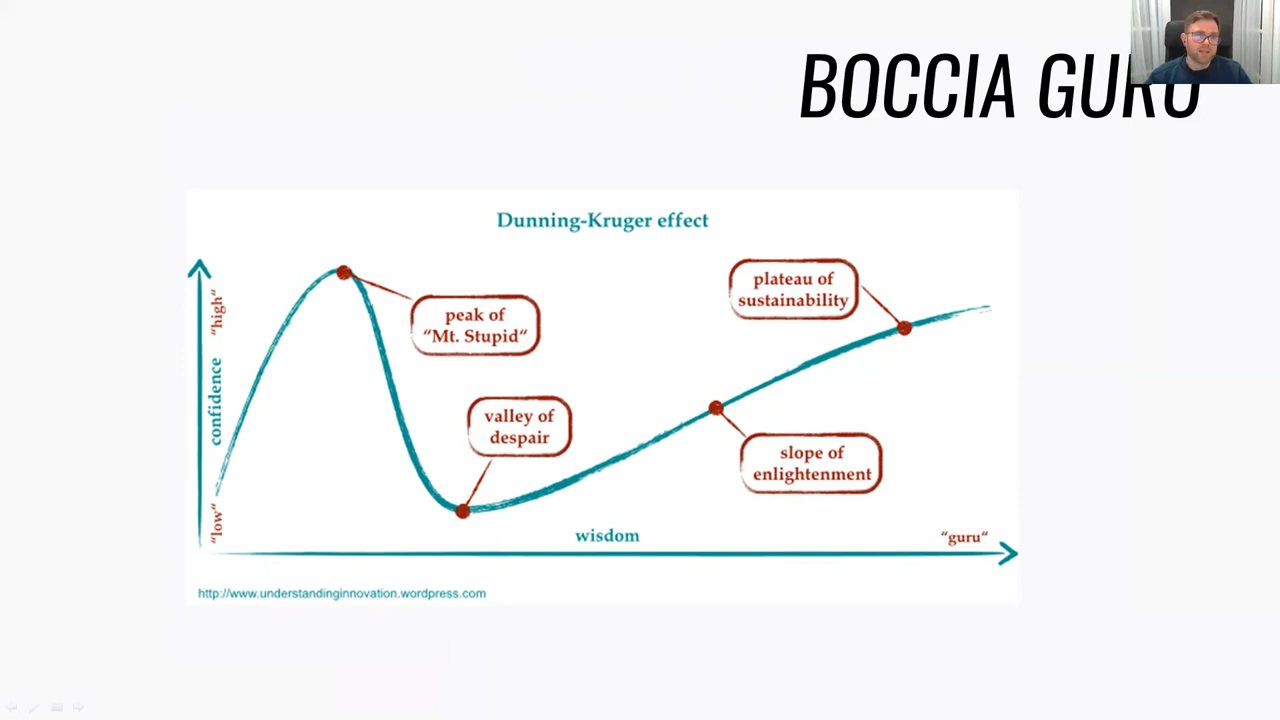 BOCCIA GURU
Dunning-Kruger effect
peak of
“Mt. Stupid“
plateau of
sustainability
valley of
despair
slope of
enlightenment
confidence
“high“
“low“
wisdom
“guru“
http://www.understandinginnovation.wordpress.com